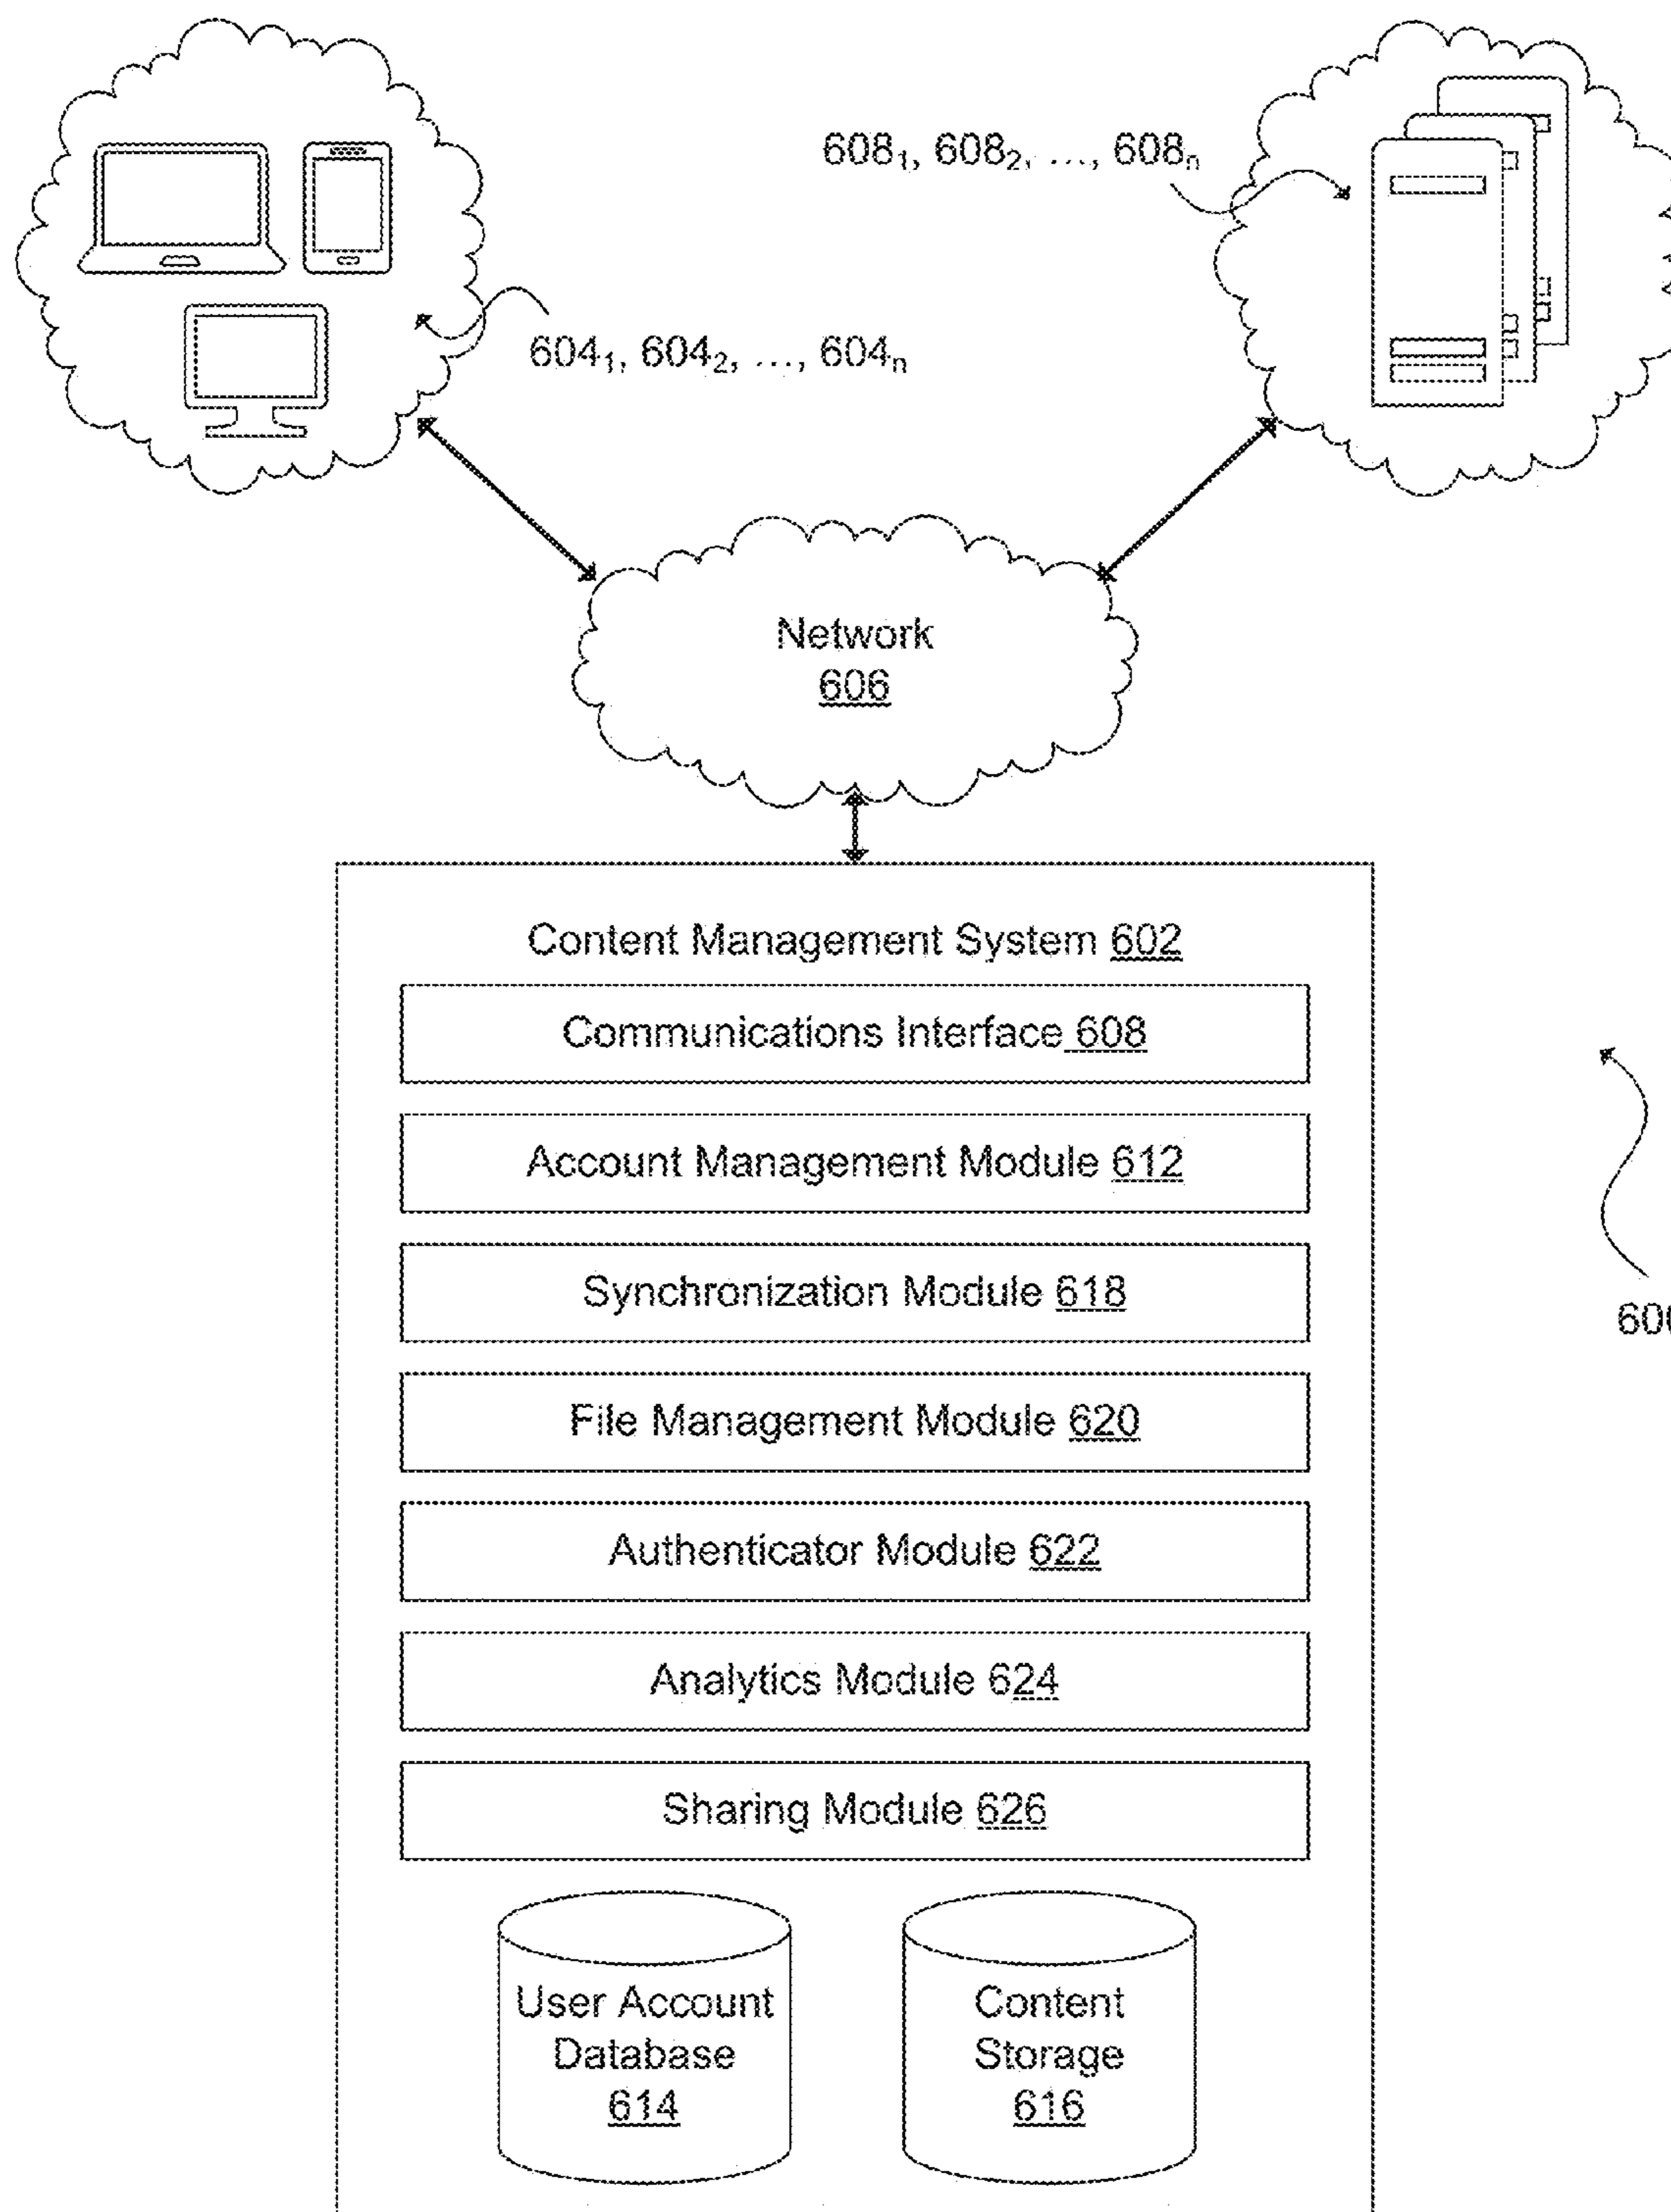 608₁, 608₂, ..., 608ₙ
604₁, 604₂, ..., 604ₙ
Network
606
Content Management System 602
Communications Interface 608
Account Management Module 612
Synchronization Module 618
File Management Module 620
Authenticator Module 622
Analytics Module 624
Sharing Module 626
User Account
Database
614
Content
Storage
616